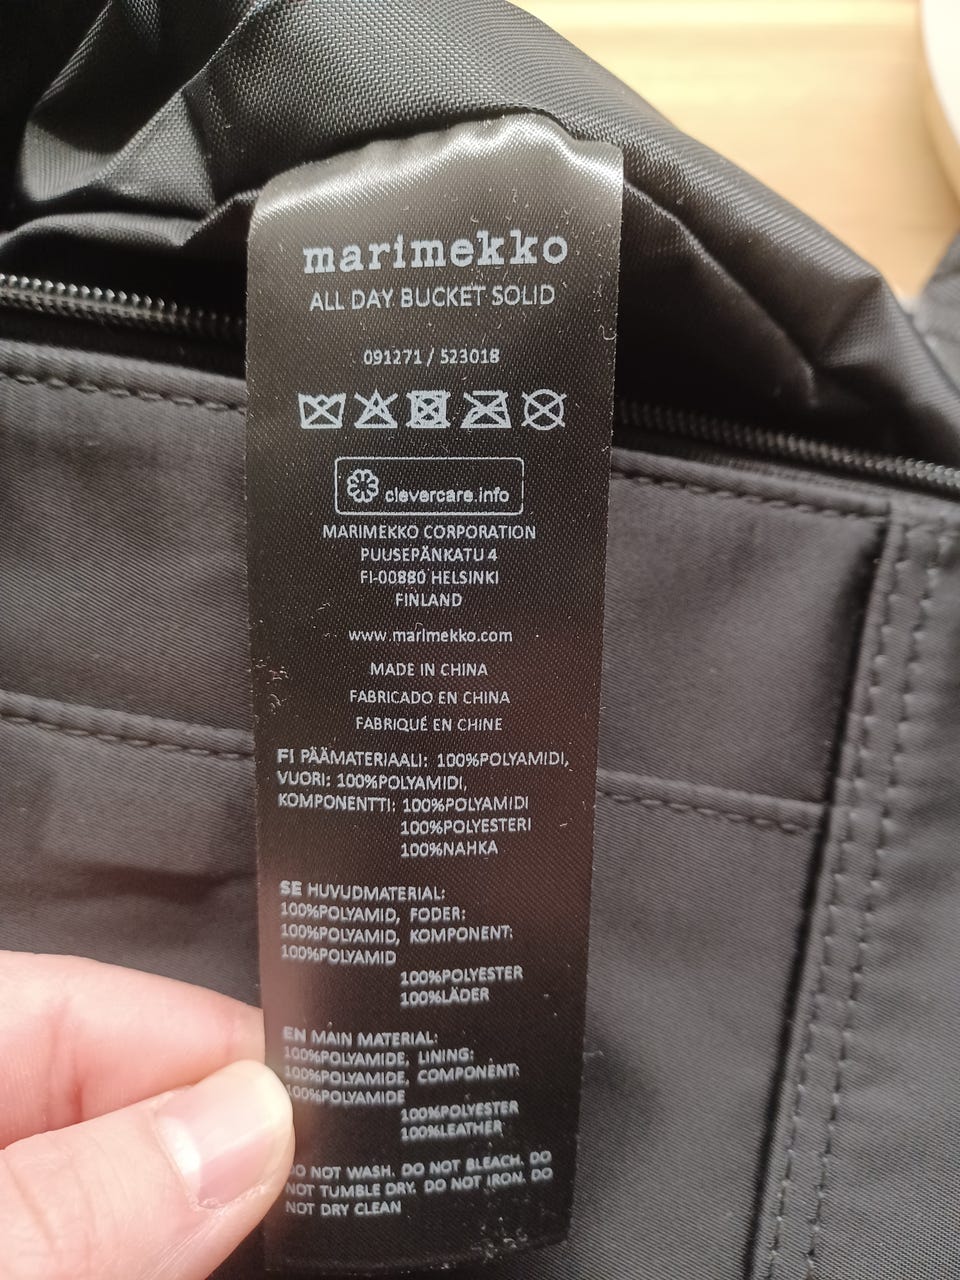 marimekko
ALL DAY BUCKET SOLID
091271 / 523018
clevercare.info
MARIMEKKO CORPORATION
PUUSEPÄNKATU 4
FI-00880 HELSINKI
FINLAND
www.marimekko.com
MADE IN CHINA
FABRICADO EN CHINA
FABRIQUÉ EN CHINE
FI PÄÄMATERIAALI: 100%POLYAMIDI,
VUORI: 100%POLYAMIDI,
KOMPONENTTI: 100%POLYAMIDI
100%POLYESTERI
100%NAHKA
SE HUVUDMATERIAL:
100%POLYAMID, FODER:
100%POLYAMID, KOMPONENT:
100%POLYAMID
100%POLYESTER
100%LÄDER
EN MAIN MATERIAL:
100%POLYAMIDE, LINING:
100%POLYAMIDE, COMPONENT:
100%POLYAMIDE
100%POLYESTER
100%LEATHER
DO NOT WASH. DO NOT BLEACH. DO
NOT TUMBLE DRY. DO NOT IRON. DO
NOT DRY CLEAN